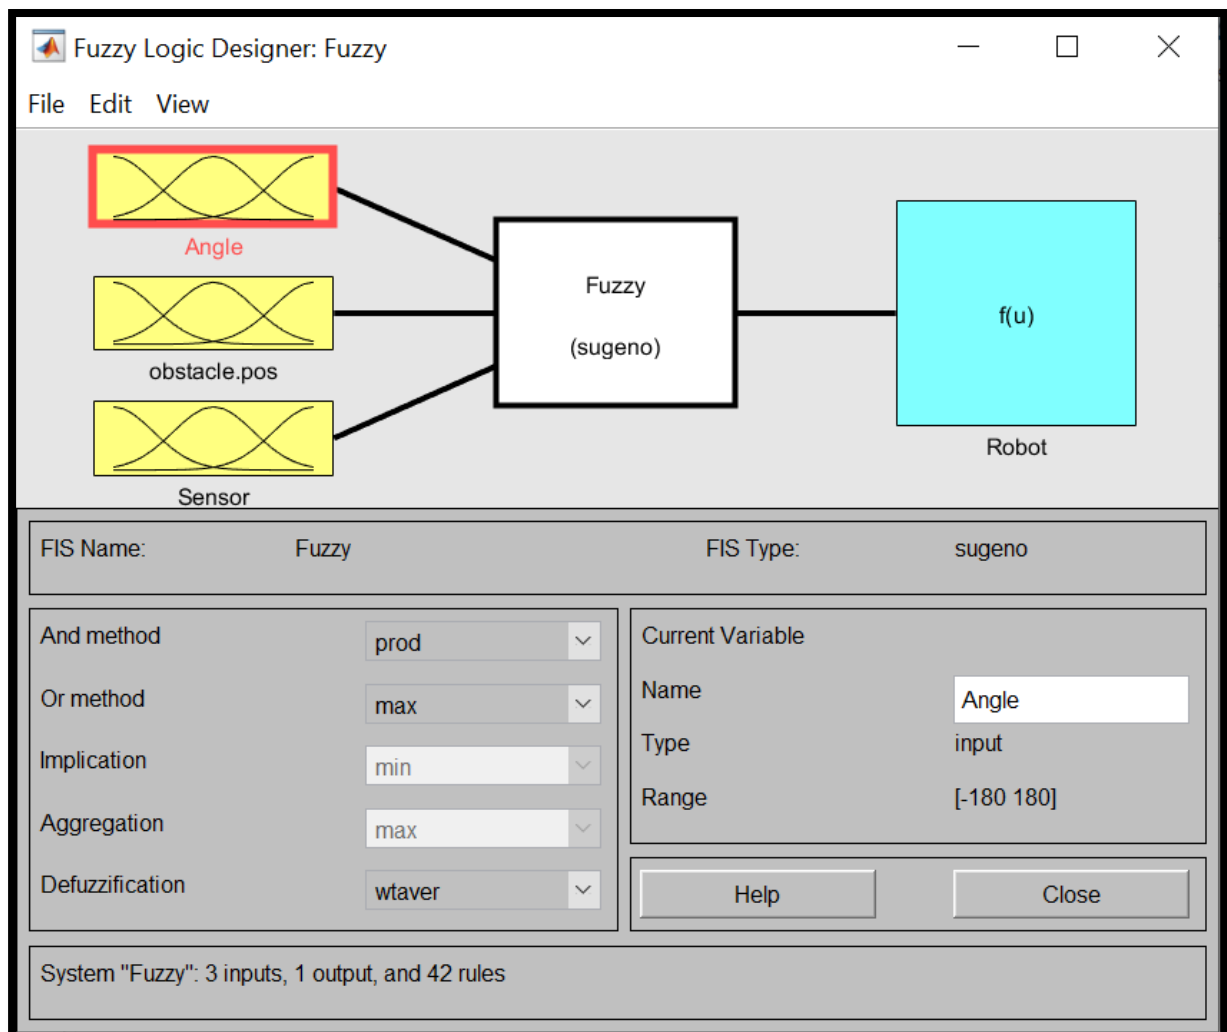 Fuzzy Logic Designer: Fuzzy
File Edit View
Angle
obstacle.pos
Sensor
Fuzzy
(sugeno)
f(u)
Robot
FIS Name: Fuzzy FIS Type: sugeno
And method prod
Or method max
Implication min
Aggregation max
Defuzzification wtaver
Current Variable
Name Angle
Type input
Range [-180 180]
Help Close
System "Fuzzy": 3 inputs, 1 output, and 42 rules